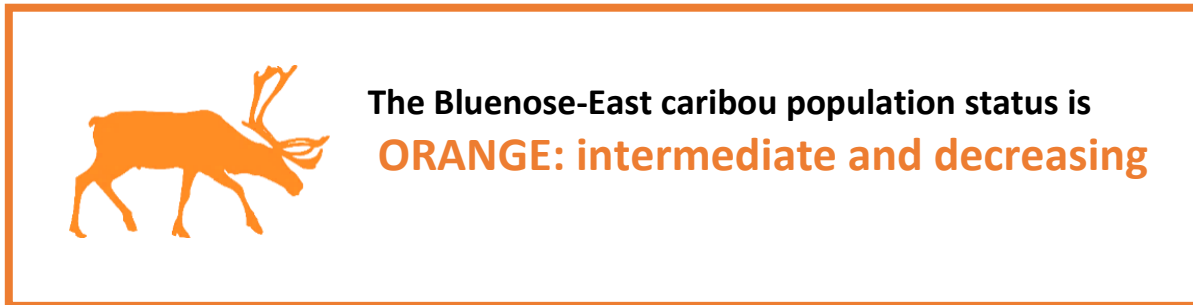 The Bluenose-East caribou population status is
ORANGE: intermediate and decreasing